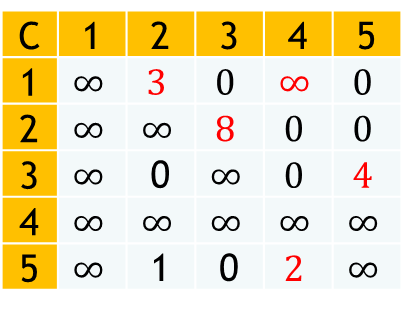 C 1 2 3 4 5
1 ∞ 3 0 ∞ 0
2 ∞ ∞ 8 0 0
3 ∞ 0 ∞ 0 4
4 ∞ ∞ ∞ ∞ ∞
5 ∞ 1 0 2 ∞